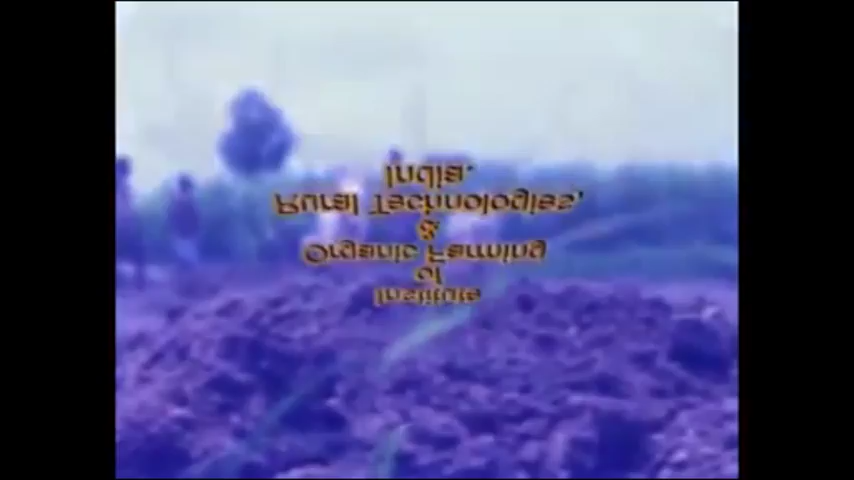 Institute
of
Organic Farming
&
Rural Technologies,
India.